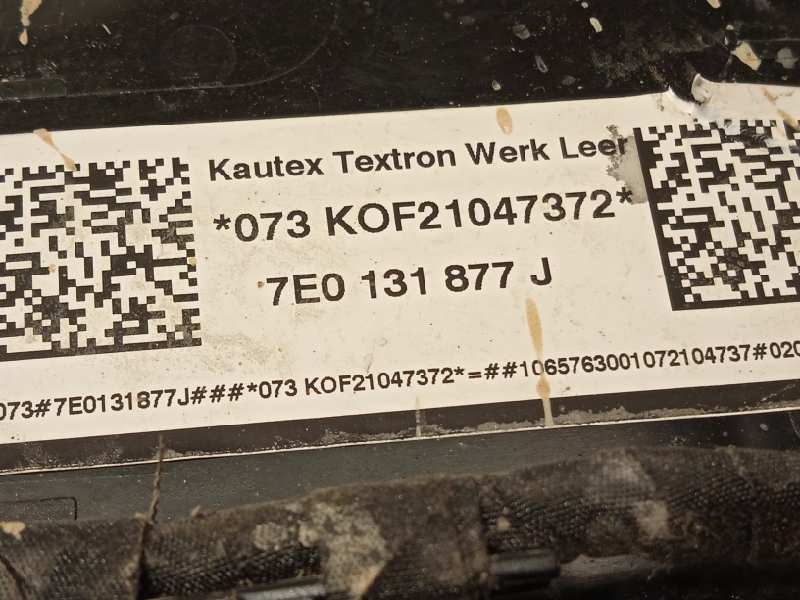 Kautex Textron Werk Leer
*073 KOF21047372*
7E0 131 877 J
073#7E0131877J###*073 KOF21047372*=##1065763001072104737#020